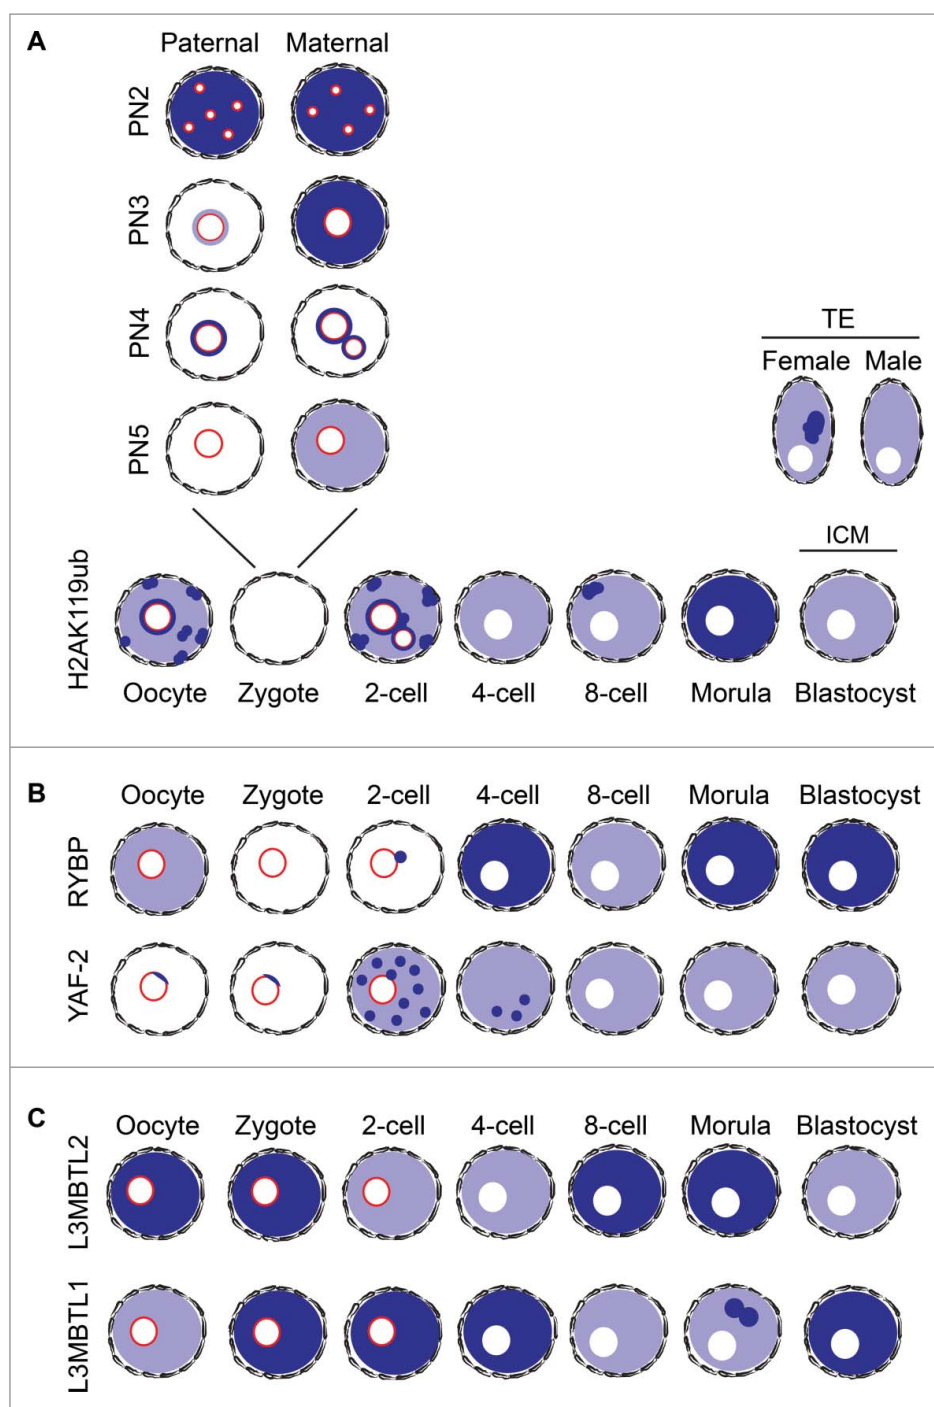 A
Paternal Maternal
PN2
PN3
PN4
PN5
TE
Female Male
ICM
H2AK119ub
Oocyte Zygote 2-cell 4-cell 8-cell Morula Blastocyst
B
Oocyte Zygote 2-cell 4-cell 8-cell Morula Blastocyst
RYBP
YAF-2
C
Oocyte Zygote 2-cell 4-cell 8-cell Morula Blastocyst
L3MBTL2
L3MBTL1